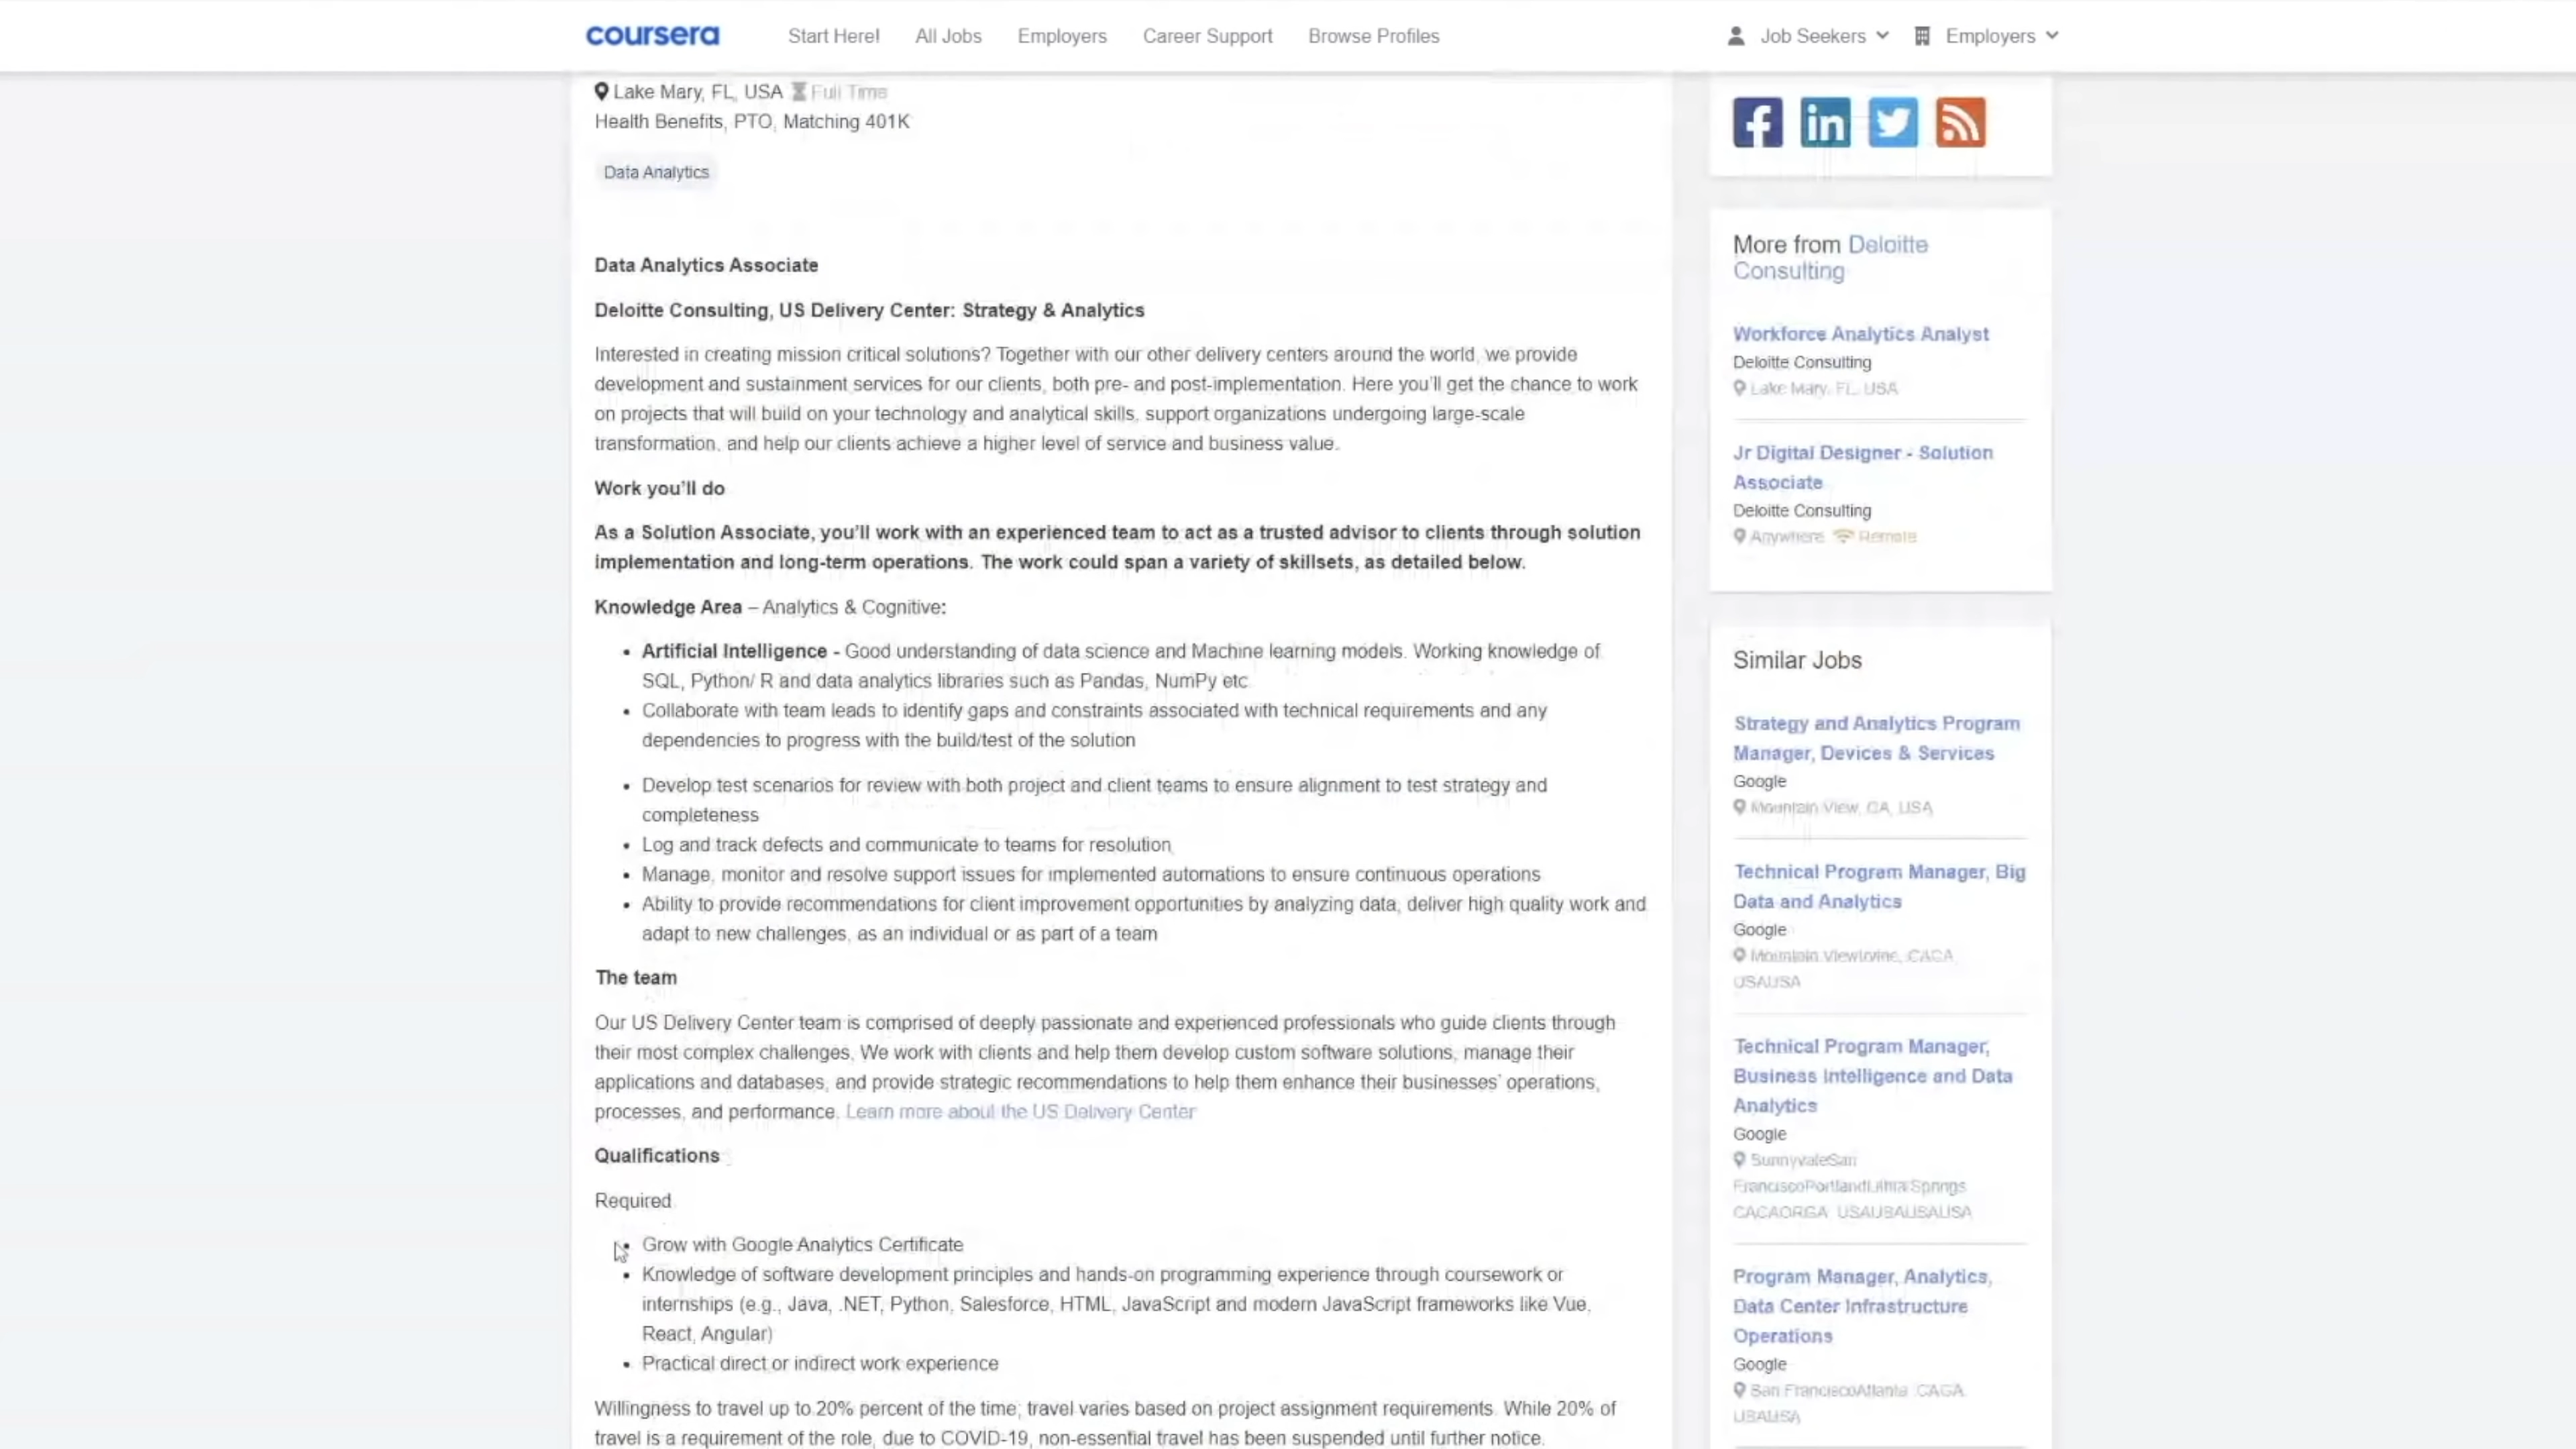 coursera
Start Here!
All Jobs
Employers
Career Support
Browse Profiles
Job Seekers
Employers
Lake Mary, FL, USA Full Time
Health Benefits, PTO, Matching 401K
Data Analytics
Data Analytics Associate
Deloitte Consulting, US Delivery Center: Strategy & Analytics
Interested in creating mission critical solutions? Together with our other delivery centers around the world, we provide
development and sustainment services for our clients, both pre- and post-implementation. Here you'll get the chance to work
on projects that will build on your technology and analytical skills, support organizations undergoing large-scale
transformation, and help our clients achieve a higher level of service and business value.
Work you'll do
As a Solution Associate, you'll work with an experienced team to act as a trusted advisor to clients through solution
implementation and long-term operations. The work could span a variety of skillsets, as detailed below.
Knowledge Area – Analytics & Cognitive:
• Artificial Intelligence - Good understanding of data science and Machine learning models. Working knowledge of
SQL, Python/ R and data analytics libraries such as Pandas, NumPy etc
• Collaborate with team leads to identify gaps and constraints associated with technical requirements and any
dependencies to progress with the build/test of the solution
• Develop test scenarios for review with both project and client teams to ensure alignment to test strategy and
completeness
• Log and track defects and communicate to teams for resolution
• Manage, monitor and resolve support issues for implemented automations to ensure continuous operations
• Ability to provide recommendations for client improvement opportunities by analyzing data, deliver high quality work and
adapt to new challenges, as an individual or as part of a team
The team
Our US Delivery Center team is comprised of deeply passionate and experienced professionals who guide clients through
their most complex challenges. We work with clients and help them develop custom software solutions, manage their
applications and databases, and provide strategic recommendations to help them enhance their businesses' operations,
processes, and performance. Learn more about the US Delivery Center
Qualifications
Required
• Grow with Google Analytics Certificate
• Knowledge of software development principles and hands-on programming experience through coursework or
internships (e.g., Java, .NET, Python, Salesforce, HTML, JavaScript and modern JavaScript frameworks like Vue,
React, Angular)
• Practical direct or indirect work experience
Willingness to travel up to 20% percent of the time; travel varies based on project assignment requirements. While 20% of
travel is a requirement of the role, due to COVID-19, non-essential travel has been suspended until further notice.
More from Deloitte
Consulting
Workforce Analytics Analyst
Deloitte Consulting
Lake Mary, FL, USA
Jr Digital Designer - Solution
Associate
Deloitte Consulting
Anywhere Remote
Similar Jobs
Strategy and Analytics Program
Manager, Devices & Services
Google
Mountain View, CA, USA
Technical Program Manager, Big
Data and Analytics
Google
Mountain ViewIrvine, CACA,
USAUSA
Technical Program Manager,
Business Intelligence and Data
Analytics
Google
SunnyvaleSan
Program Manager, Analytics,
Data Center Infrastructure
Operations
Google
San FranciscoAtlanta, CAGA,
USAUSA